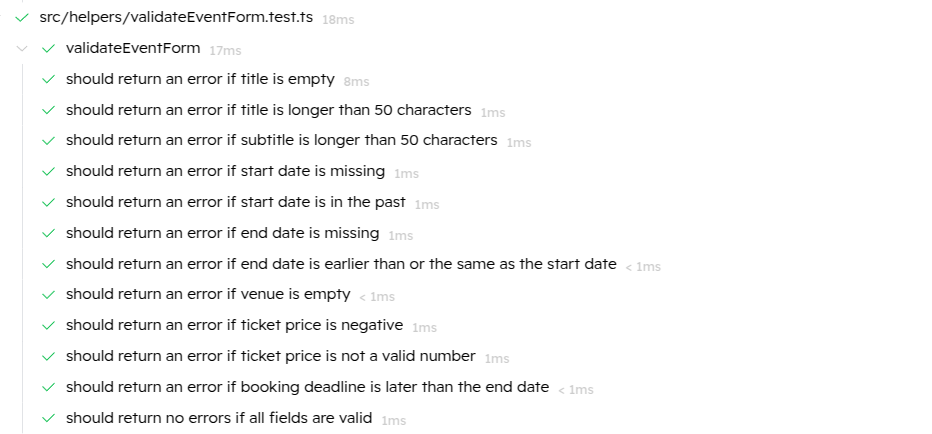 src/helpers/validateEventForm.test.ts 18ms
validateEventForm 17ms
should return an error if title is empty 8ms
should return an error if title is longer than 50 characters 1ms
should return an error if subtitle is longer than 50 characters 1ms
should return an error if start date is missing 1ms
should return an error if start date is in the past 1ms
should return an error if end date is missing 1ms
should return an error if end date is earlier than or the same as the start date < 1ms
should return an error if venue is empty < 1ms
should return an error if ticket price is negative 1ms
should return an error if ticket price is not a valid number 1ms
should return an error if booking deadline is later than the end date < 1ms
should return no errors if all fields are valid 1ms